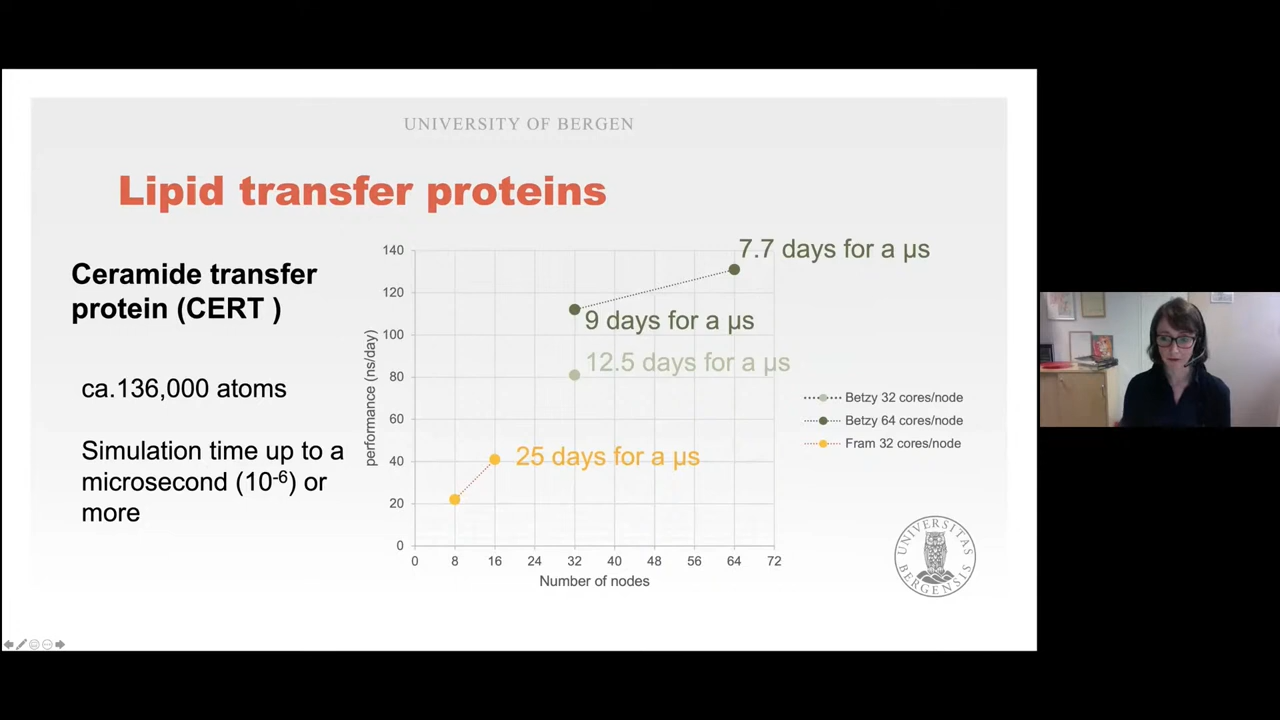 UNIVERSITY OF BERGEN
Lipid transfer proteins
Ceramide transfer
protein (CERT )
ca.136,000 atoms
Simulation time up to a
microsecond (10⁻⁶) or
more
performance (ns/day)
140
120
100
80
60
40
20
0
0 8 16 24 32 40 48 56 64 72
Number of nodes
7.7 days for a µs
9 days for a µs
12.5 days for a µs
25 days for a µs
Betzy 32 cores/node
Betzy 64 cores/node
Fram 32 cores/node
UNIVERSITAS
BERGENSIS